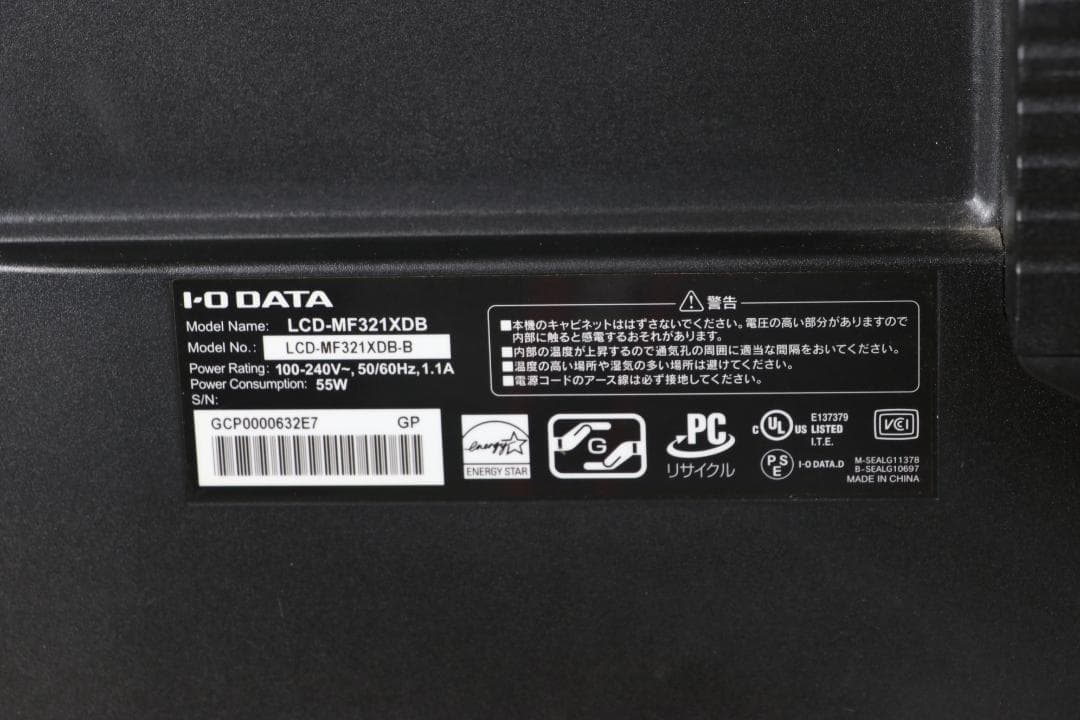 I-O DATA
Model Name: LCD-MF321XDB
Model No.: LCD-MF321XDB-B
Power Rating: 100-240V~, 50/60Hz, 1.1A
Power Consumption: 55W
S/N:
GCP0000632E7 GP
警告
■本機のキャビネットははずさないでください。電圧の高い部分がありますので
内部に触ると感電するおそれがあります。
■内部の温度が上昇するので通気孔の周囲に適当な間隔をおいてください。
■温度の高い場所や湿気の多い場所は避けてください。
■電源コードのアース線は必ず接地してください。
energy
ENERGY STAR
G
PC
リサイクル
C UL US LISTED
E137379
I.T.E.
VCI
PSE I-O DATA.D
M-SEALG11378
B-SEALG10697
MADE IN CHINA